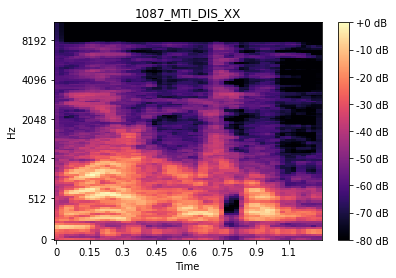 1087_MTI_DIS_XX
+0 dB
8192
-10 dB
4096
-20 dB
-30 dB
2048
Hz
-40 dB
1024
-50 dB
512
-60 dB
-70 dB
0
-80 dB
0 0.15 0.3 0.45 0.6 0.75 0.9 1.1
Time